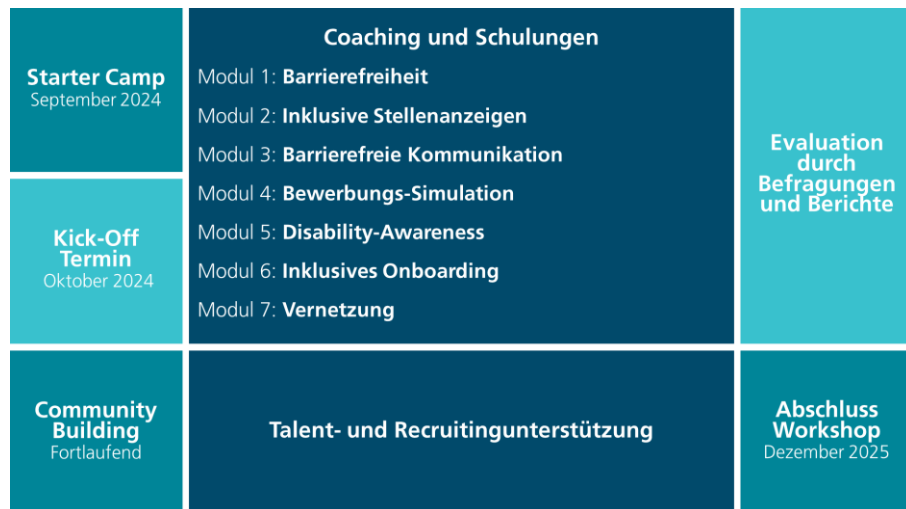 Starter Camp
September 2024
Kick-Off
Termin
Oktober 2024
Community
Building
Fortlaufend
Coaching und Schulungen
Modul 1: Barrierefreiheit
Modul 2: Inklusive Stellenanzeigen
Modul 3: Barrierefreie Kommunikation
Modul 4: Bewerbungs-Simulation
Modul 5: Disability-Awareness
Modul 6: Inklusives Onboarding
Modul 7: Vernetzung
Talent- und Recruitingunterstützung
Evaluation
durch
Befragungen
und Berichte
Abschluss
Workshop
Dezember 2025